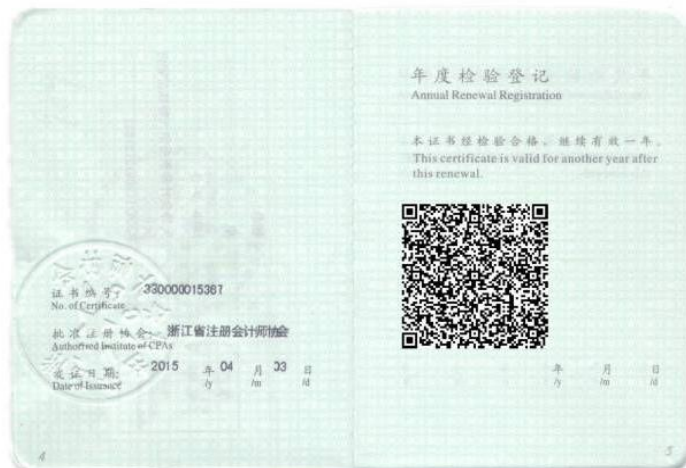 证书编号:
330000015387
No. of Certificate
批准注册协会:
浙江省注册会计师协会
Authorized Institute of CPAs
发证日期:
2015 年 04 月 03 日
Date of Issuance /y /m /d
4
年度检验登记
Annual Renewal Registration
本证书经检验合格，继续有效一年。
This certificate is valid for another year after
this renewal.
年 月 日
/y /m /d
5